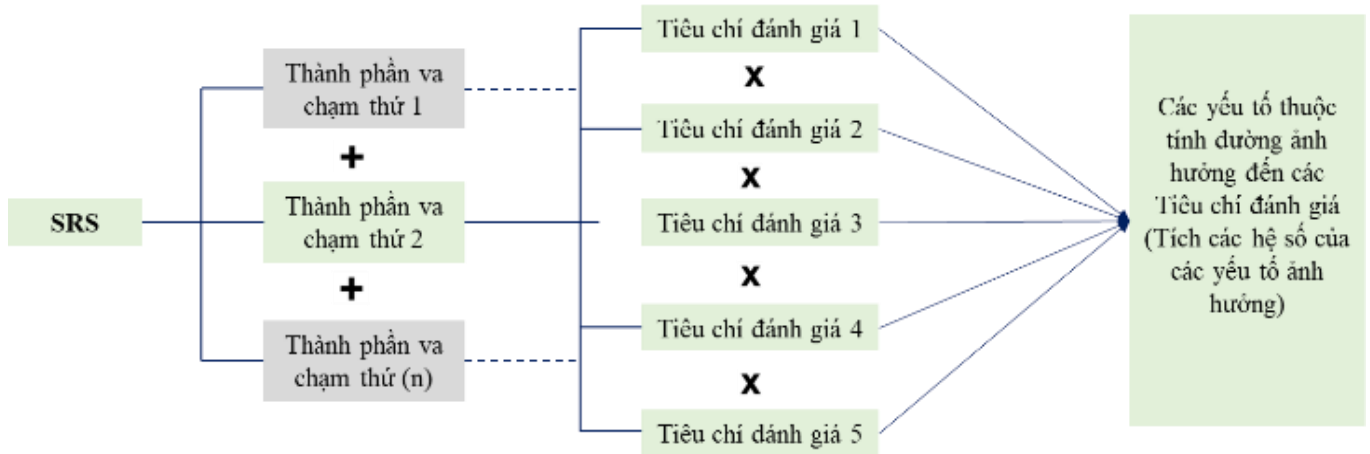 SRS
Thành phần va
chạm thứ 1
+
Thành phần va
chạm thứ 2
+
Thành phần va
chạm thứ (n)
Tiêu chí đánh giá 1
x
Tiêu chí đánh giá 2
x
Tiêu chí đánh giá 3
x
Tiêu chí đánh giá 4
x
Tiêu chí đánh giá 5
Các yếu tố thuộc
tính đường ảnh
hưởng đến các
Tiêu chí đánh giá
(Tích các hệ số của
các yếu tố ảnh
hưởng)